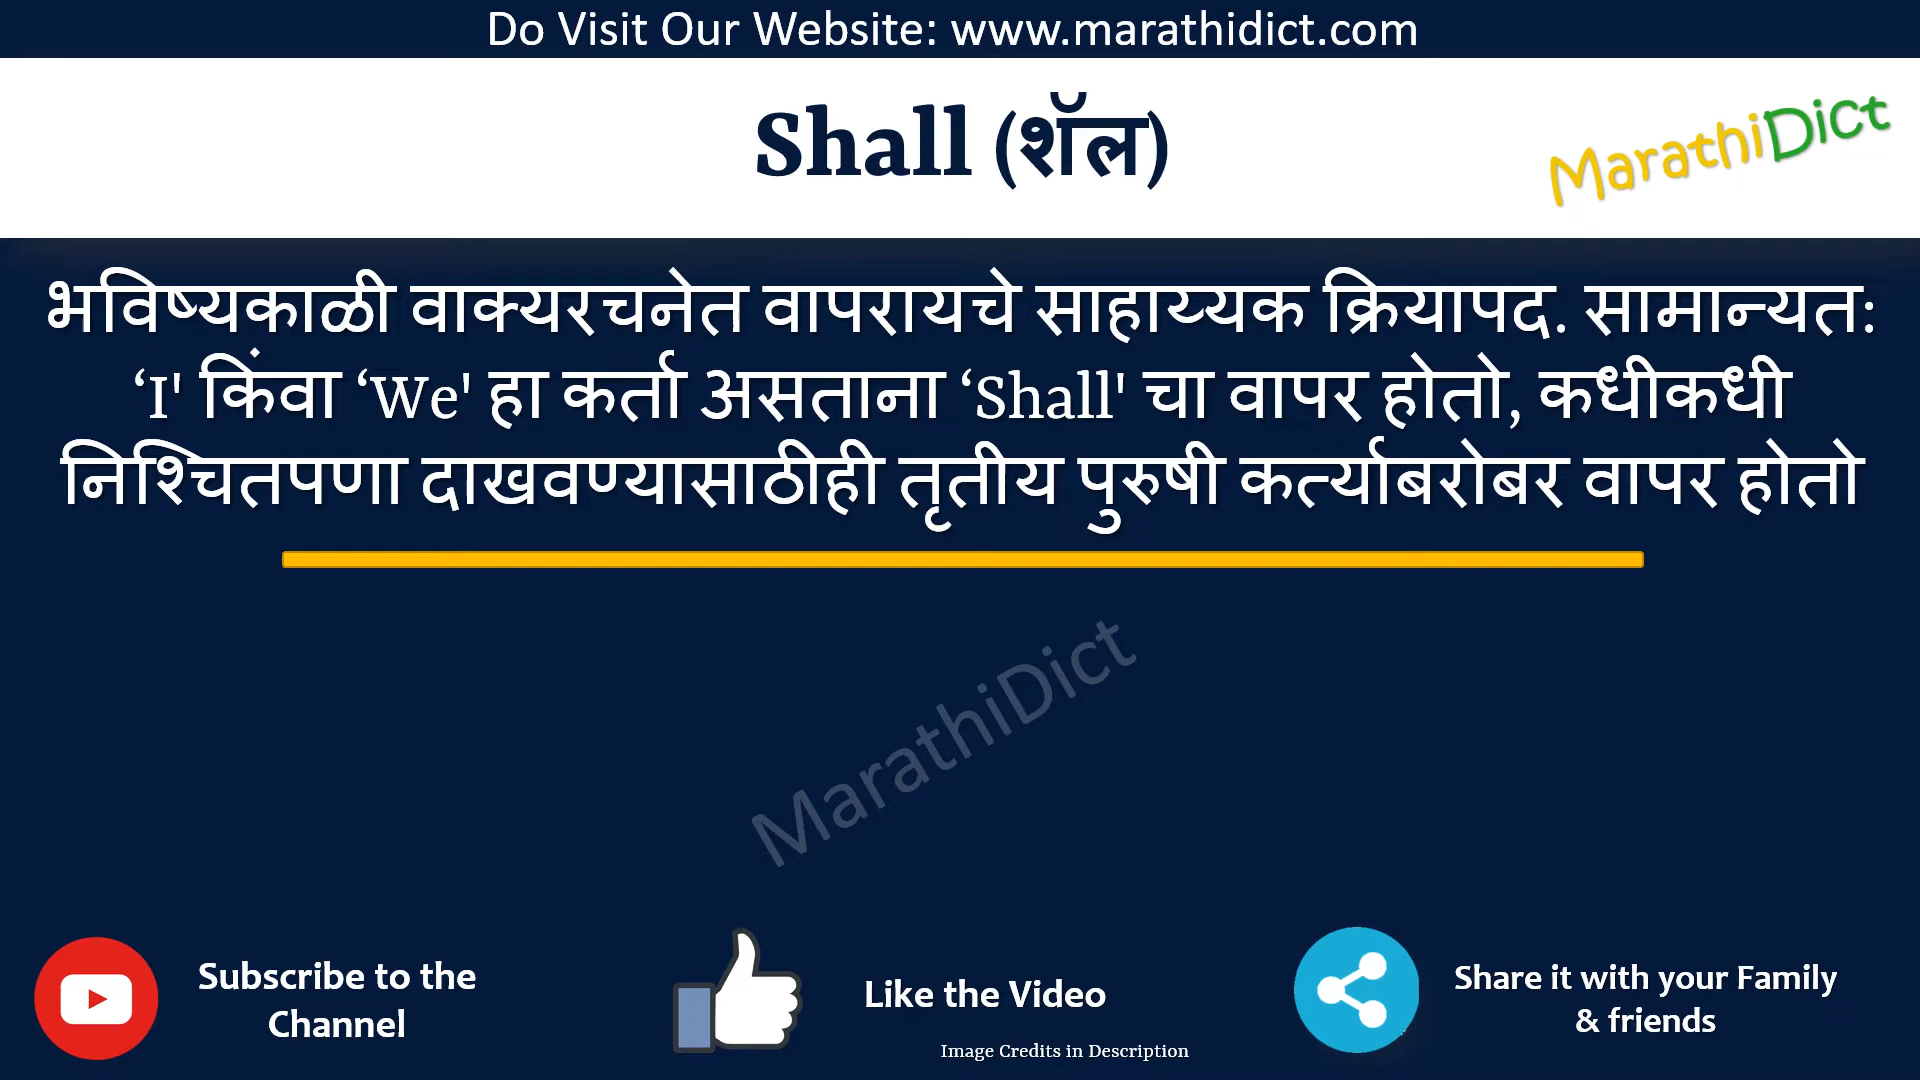 Do Visit Our Website: www.marathidict.com
Shall (शॅल)
MarathiDict
भविष्यकाळी वाक्यरचनेत वापरायचे साहाय्यक क्रियापद. सामान्यतः
‘I' किंवा ‘We' हा कर्ता असताना ‘Shall' चा वापर होतो, कधीकधी
निश्चितपणा दाखवण्यासाठीही तृतीय पुरुषी कर्त्याबरोबर वापर होतो
MarathiDict
Subscribe to the
Channel
Like the Video
Share it with your Family
& friends
Image Credits in Description